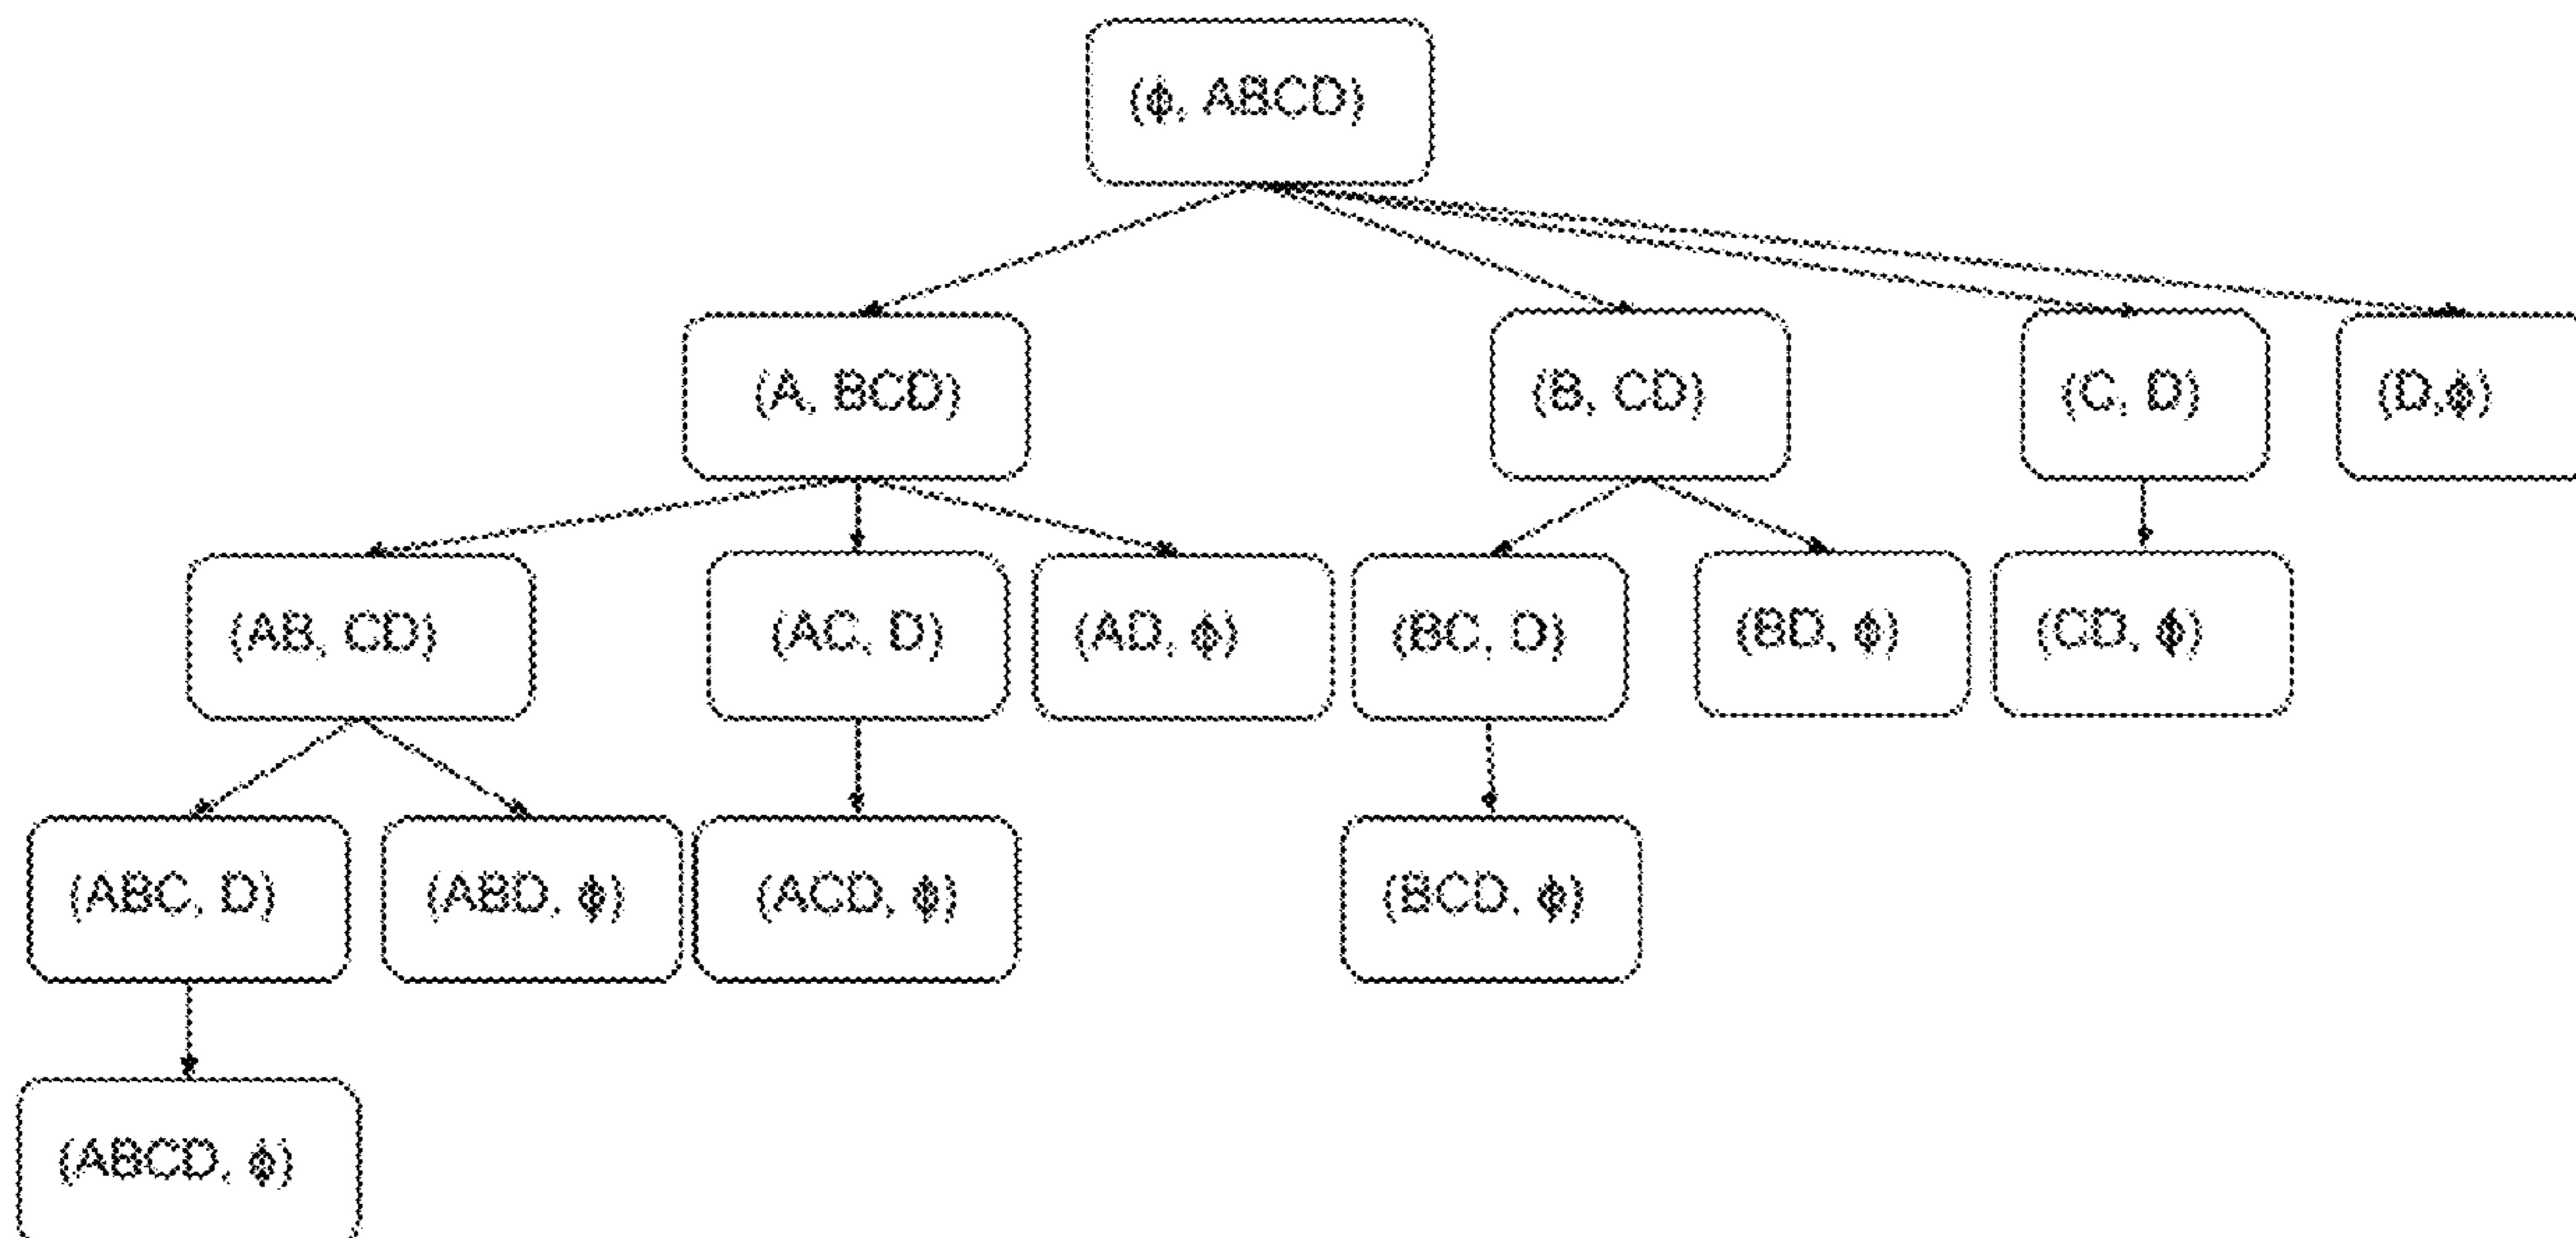 (ϕ, ABCD)
(A, BCD)
(B, CD)
(C, D)
(D,ϕ)
(AB, CD)
(AC, D)
(AD, ϕ)
(BC, D)
(BD, ϕ)
(CD, ϕ)
(ABC, D)
(ABD, ϕ)
(ACD, ϕ)
(BCD, ϕ)
(ABCD, ϕ)